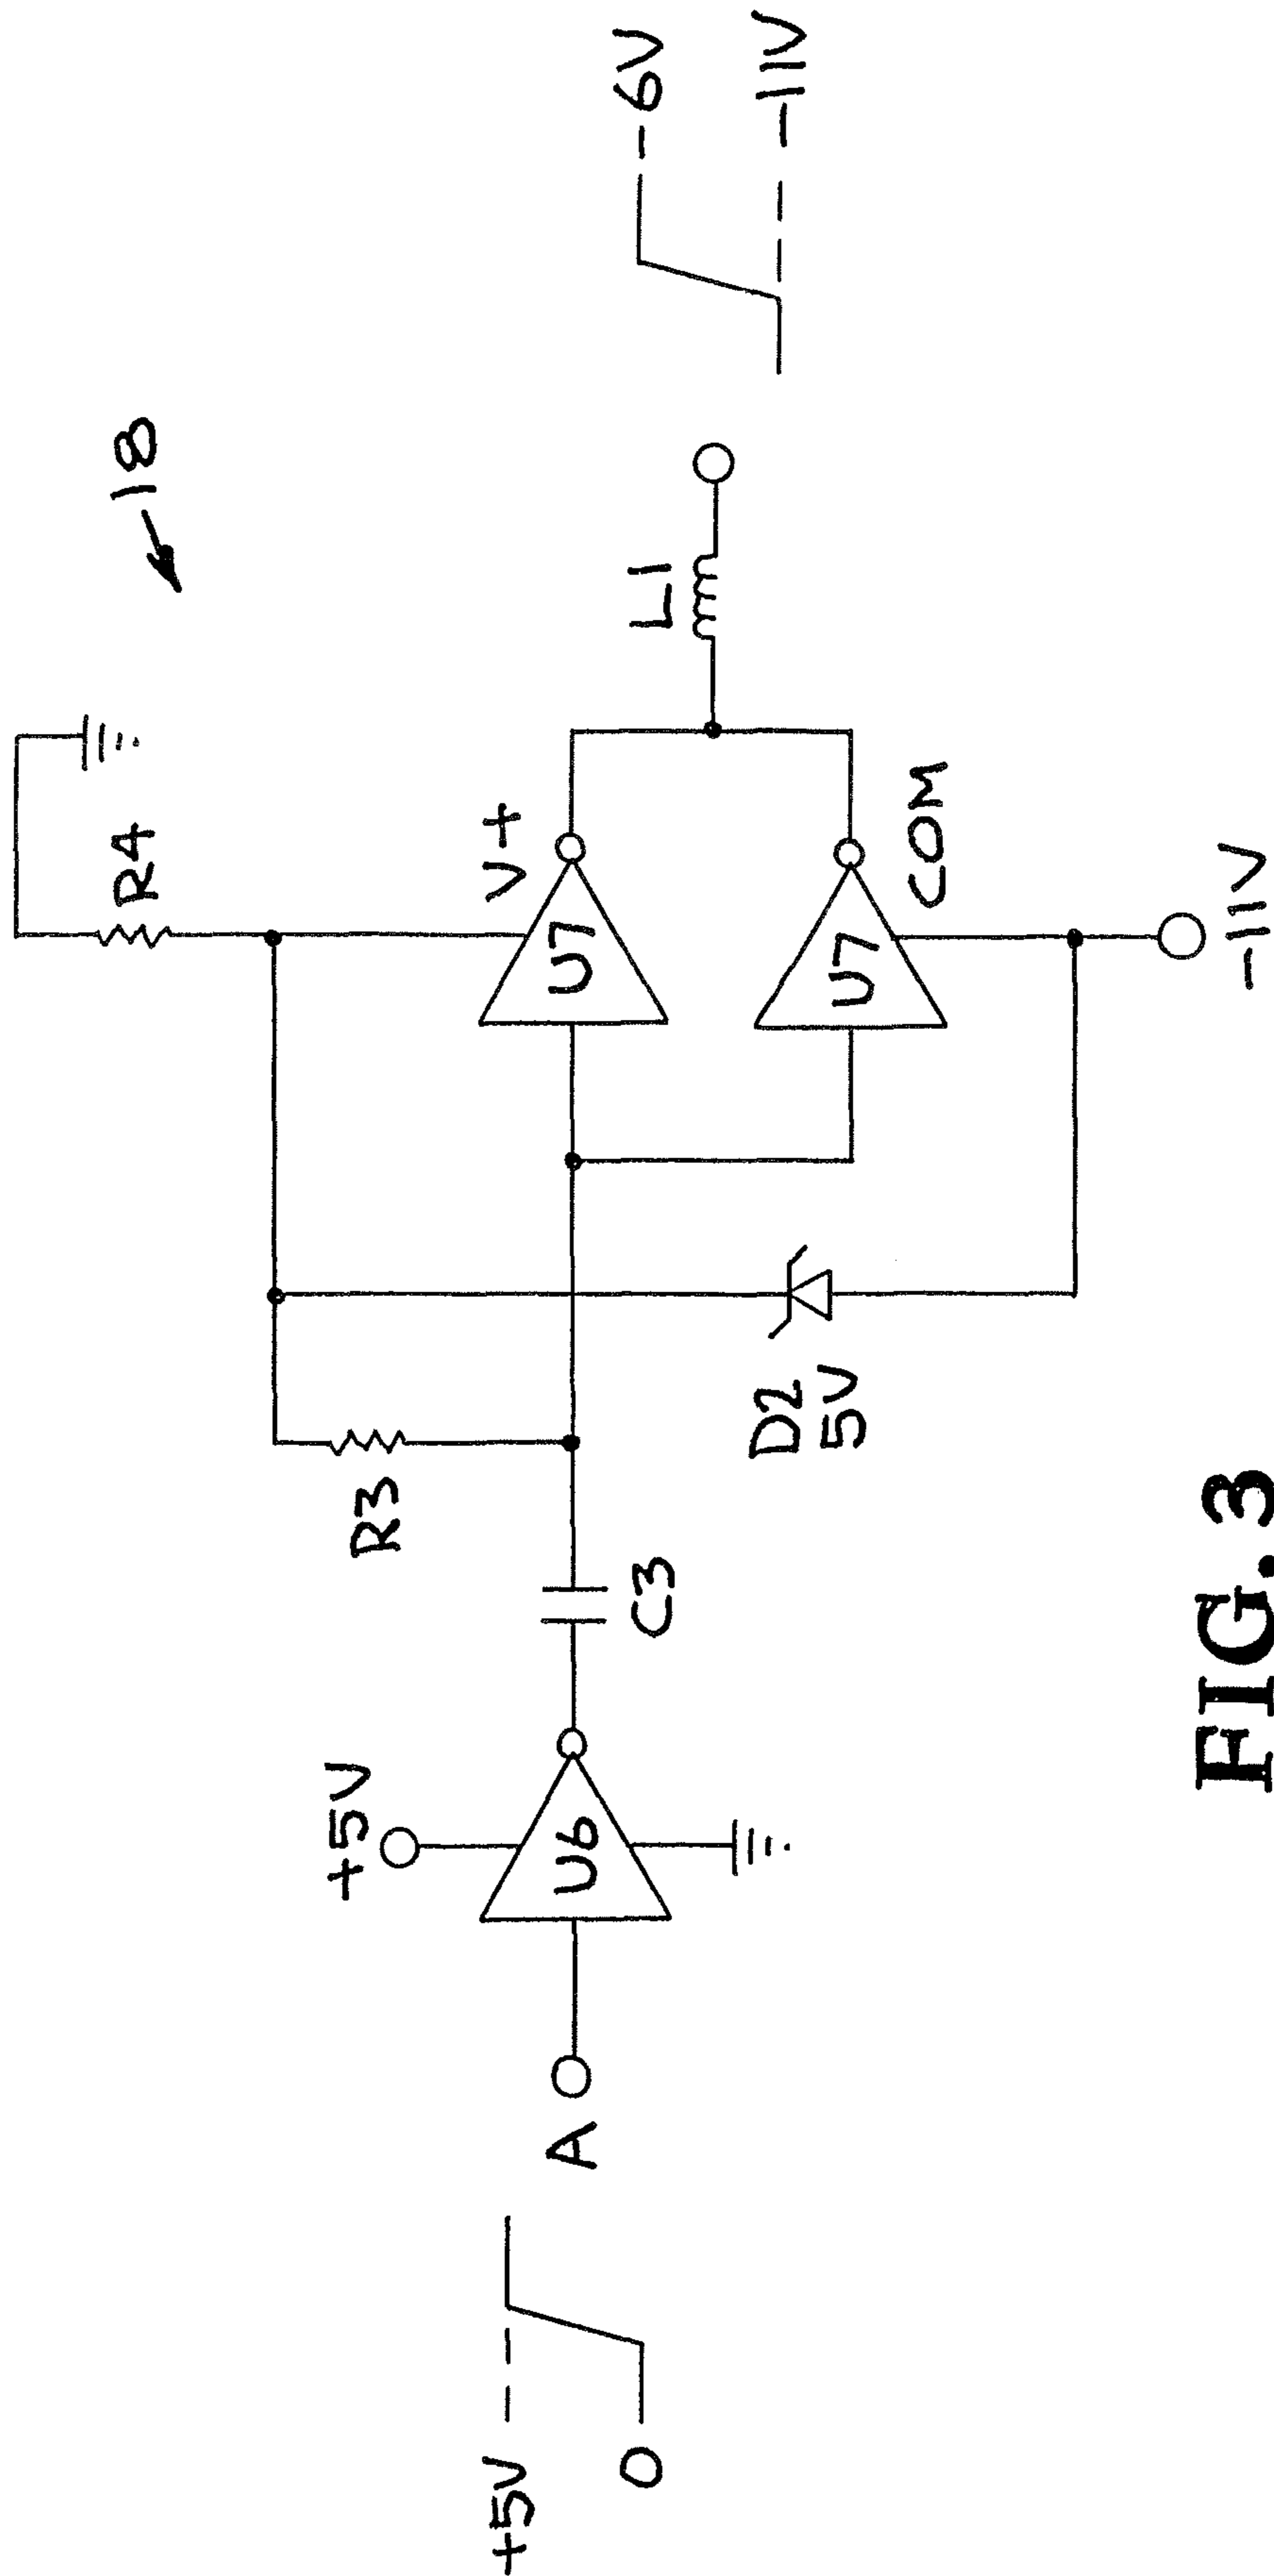 18
R4
V+
L1
-6V
-11V
R3
U7
U7
COM
+5V
C3
D2
5V
-11V
U6
A
+5V
0
FIG. 3